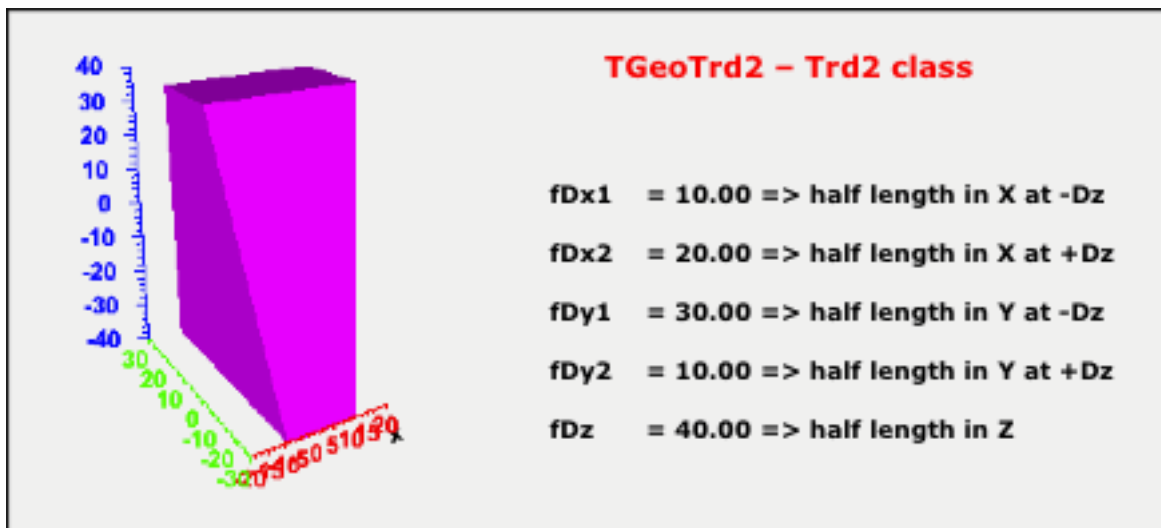 TGeoTrd2 – Trd2 class
40
30
20
10
0
-10
-20
-30
-40
30
20
10
0
-10
-20
-30
fDx1 = 10.00 => half length in X at -Dz
fDx2 = 20.00 => half length in X at +Dz
fDy1 = 30.00 => half length in Y at -Dz
fDy2 = 10.00 => half length in Y at +Dz
fDz = 40.00 => half length in Z